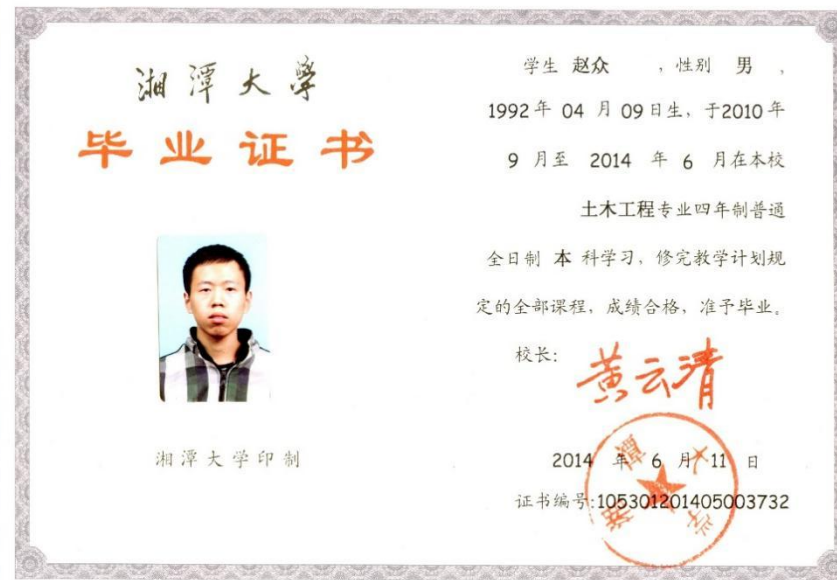 湘潭大学
毕业证书
湘潭大学印制
学生 赵众 ,性别 男 ,
1992年 04 月 09日生,于2010年
9 月至 2014 年 6 月在本校
土木工程专业四年制普通
全日制 本 科学习,修完教学计划规
定的全部课程,成绩合格,准予毕业。
校长: 黄云清
2014 年 6 月 11 日
证书编号:105301201405003732
湘潭大学